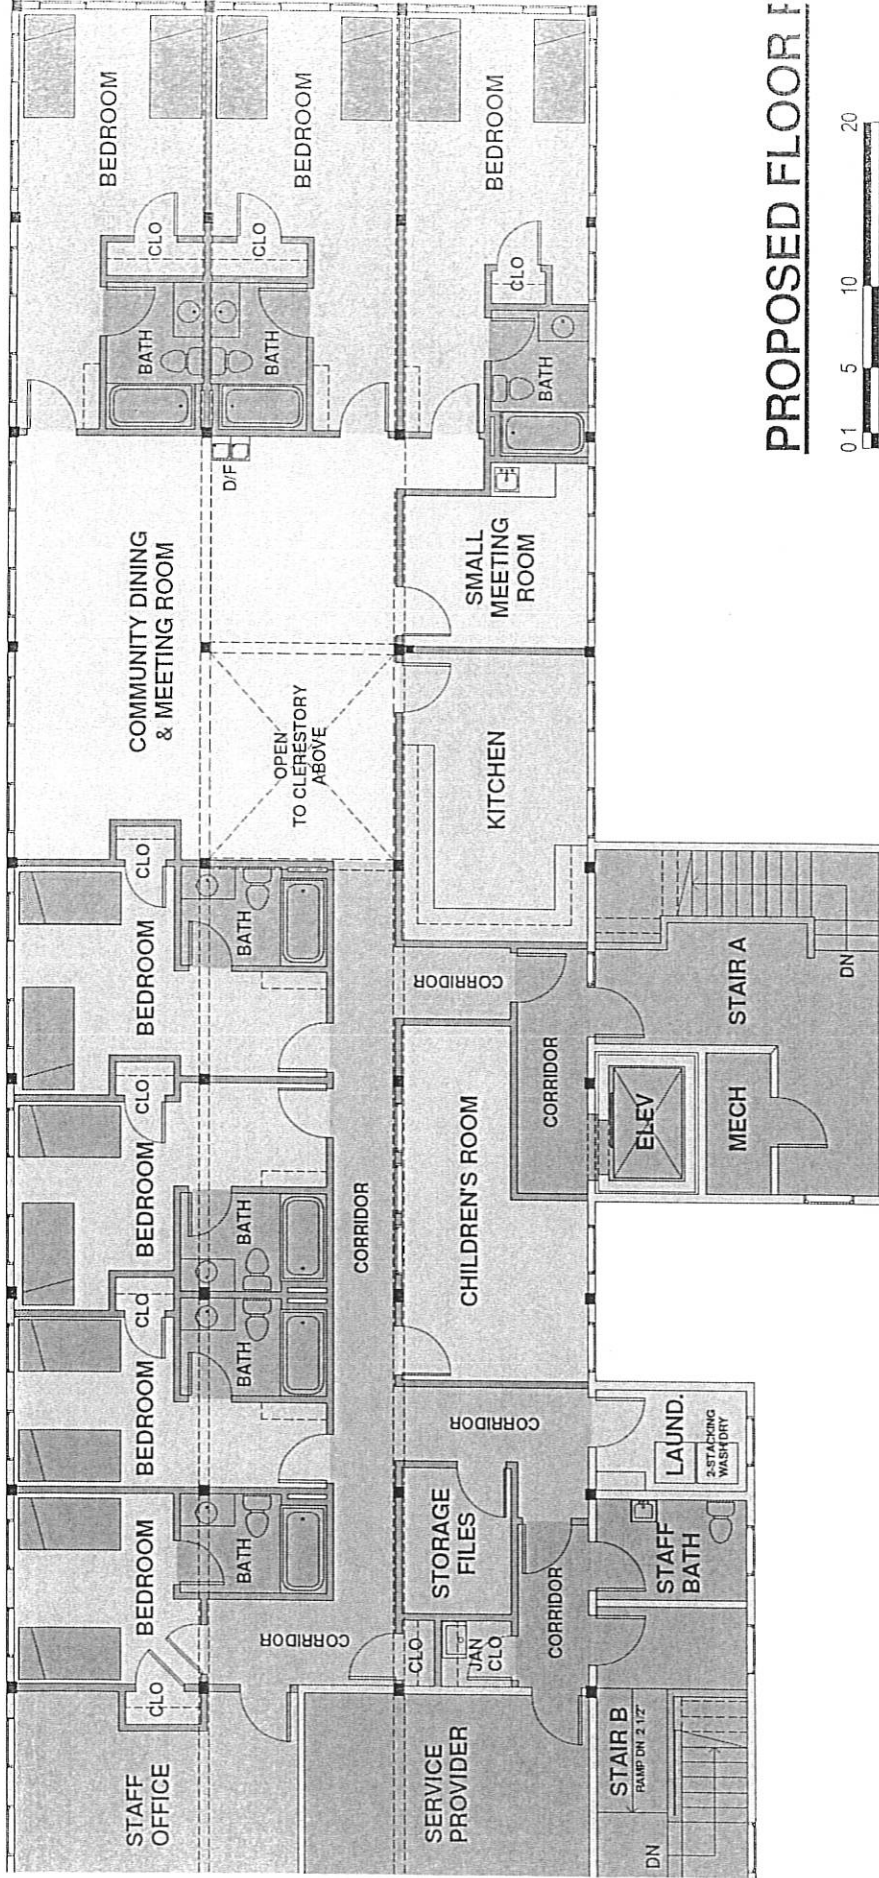 BEDROOM
BEDROOM
BEDROOM
CLO
CLO
CLO
BATH
BATH
BATH
D/F
COMMUNITY DINING
& MEETING ROOM
OPEN
TO CLERESTORY
ABOVE
SMALL
MEETING
ROOM
KITCHEN
CLO
BEDROOM
BATH
CLO
BEDROOM
BATH
CLO
BEDROOM
BATH
BEDROOM
BATH
CLO
CORRIDOR
CORRIDOR
CORRIDOR
CHILDREN'S ROOM
STAIR A
DN
ELEV
MECH
CORRIDOR
STORAGE
FILES
LAUND.
2-STACKING
WASH/DRY
STAFF
BATH
CORRIDOR
CORRIDOR
CLO
JAN
CLO
STAFF
OFFICE
SERVICE
PROVIDER
STAIR B
RAMP DN 2 1/2"
DN
PROPOSED FLOOR
0 1 5 10 20